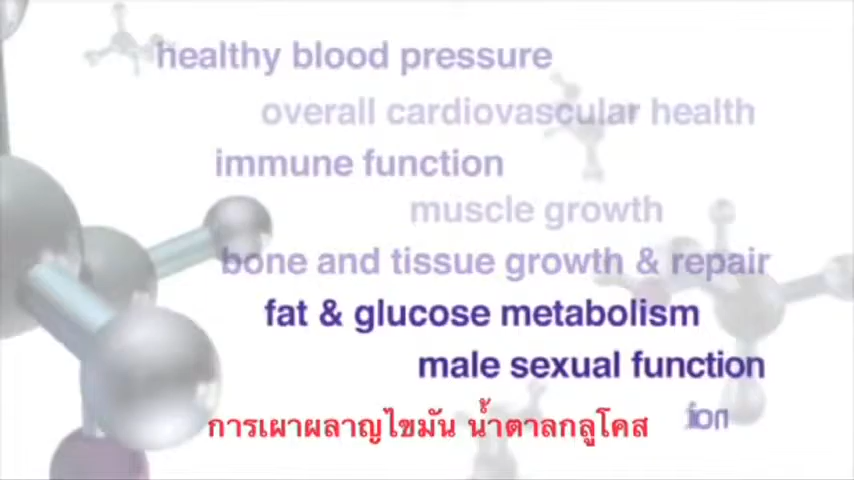 healthy blood pressure
overall cardiovascular health
immune function
muscle growth
bone and tissue growth & repair
fat & glucose metabolism
male sexual function
การเผาผลาญไขมัน น้ำตาลกลูโคส